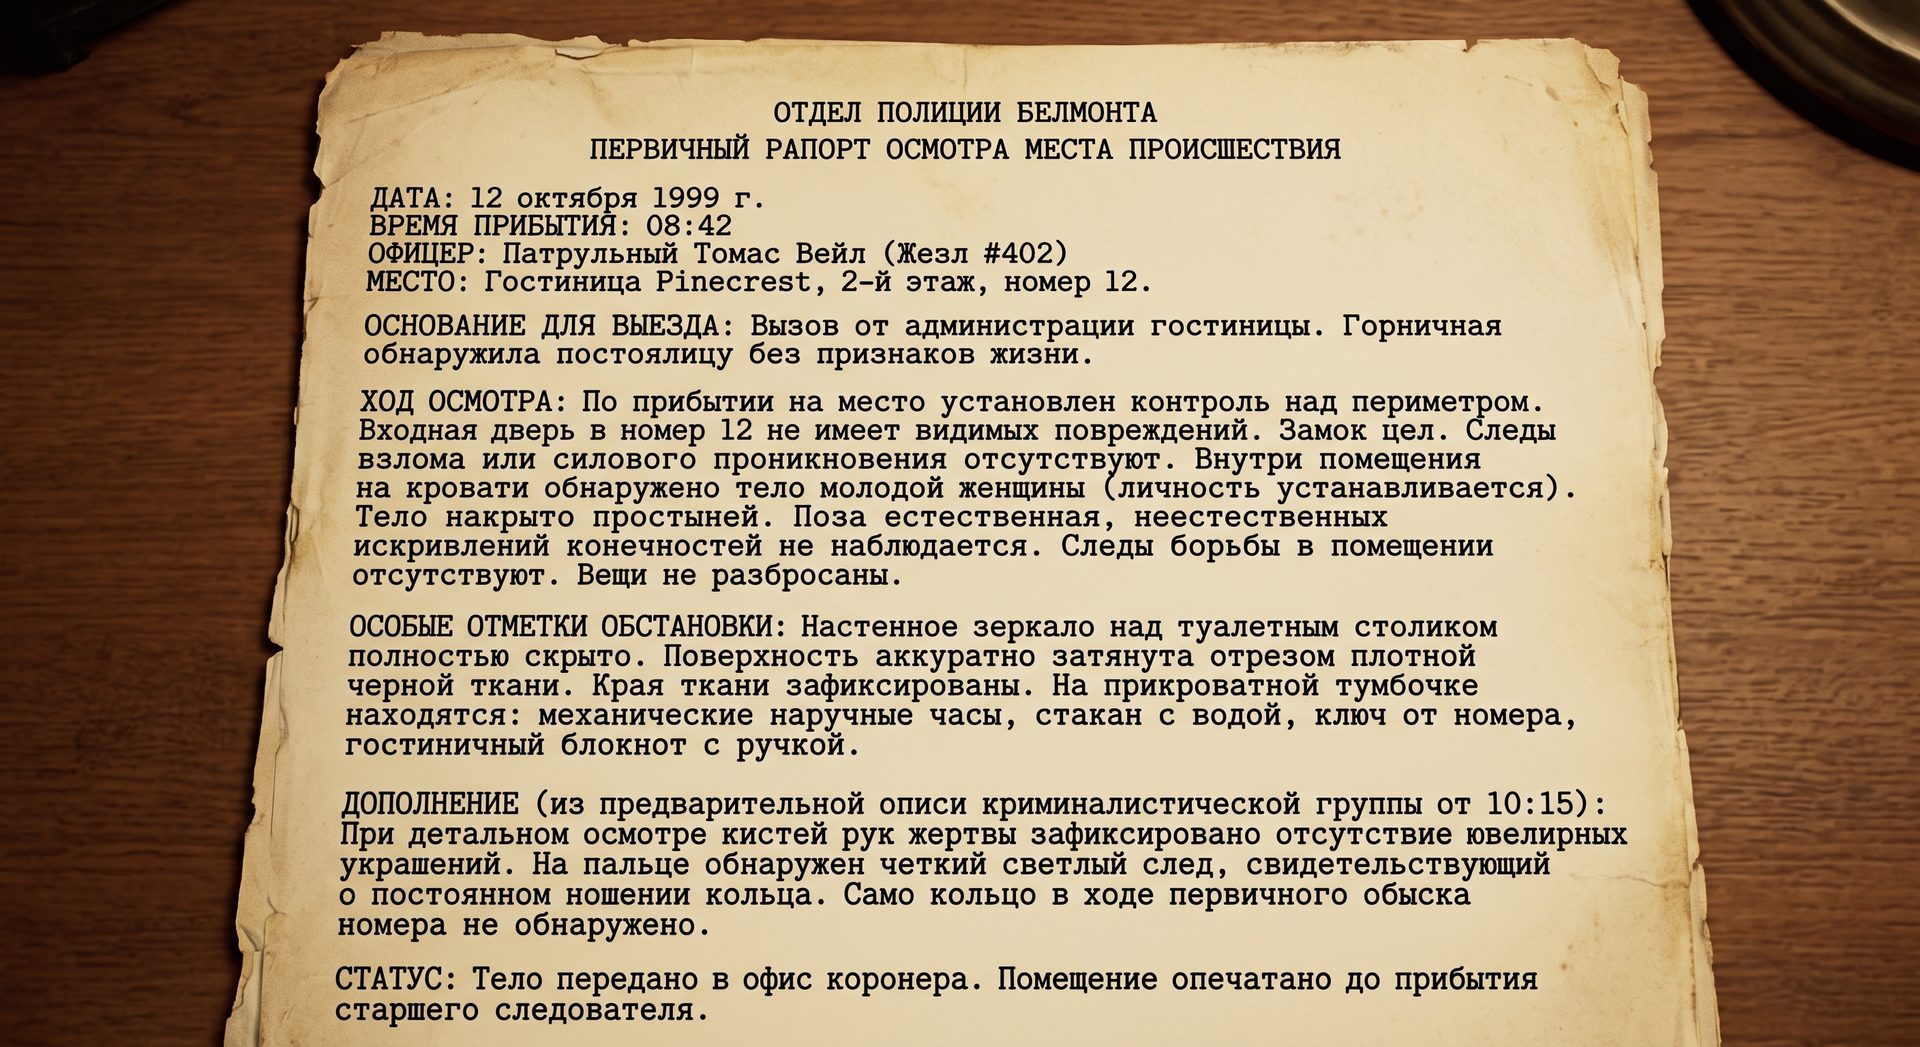 ОТДЕЛ ПОЛИЦИИ БЕЛМОНТА
ПЕРВИЧНЫЙ РАПОРТ ОСМОТРА МЕСТА ПРОИСШЕСТВИЯ
ДАТА: 12 октября 1999 г.
ВРЕМЯ ПРИБЫТИЯ: 08:42
ОФИЦЕР: Патрульный Томас Вейл (Жезл #402)
МЕСТО: Гостиница Pinecrest, 2-й этаж, номер 12.
ОСНОВАНИЕ ДЛЯ ВЫЕЗДА: Вызов от администрации гостиницы. Горничная
обнаружила постоялицу без признаков жизни.
ХОД ОСМОТРА: По прибытии на место установлен контроль над периметром.
Входная дверь в номер 12 не имеет видимых повреждений. Замок цел. Следы
взлома или силового проникновения отсутствуют. Внутри помещения
на кровати обнаружено тело молодой женщины (личность устанавливается).
Тело накрыто простыней. Поза естественная, неестественных
искривлений конечностей не наблюдается. Следы борьбы в помещении
отсутствуют. Вещи не разбросаны.
ОСОБЫЕ ОТМЕТКИ ОБСТАНОВКИ: Настенное зеркало над туалетным столиком
полностью скрыто. Поверхность аккуратно затянута отрезом плотной
черной ткани. Края ткани зафиксированы. На прикроватной тумбочке
находятся: механические наручные часы, стакан с водой, ключ от номера,
гостиничный блокнот с ручкой.
ДОПОЛНЕНИЕ (из предварительной описи криминалистической группы от 10:15):
При детальном осмотре кистей рук жертвы зафиксировано отсутствие ювелирных
украшений. На пальце обнаружен четкий светлый след, свидетельствующий
о постоянном ношении кольца. Само кольцо в ходе первичного обыска
номера не обнаружено.
СТАТУС: Тело передано в офис коронера. Помещение опечатано до прибытия
старшего следователя.